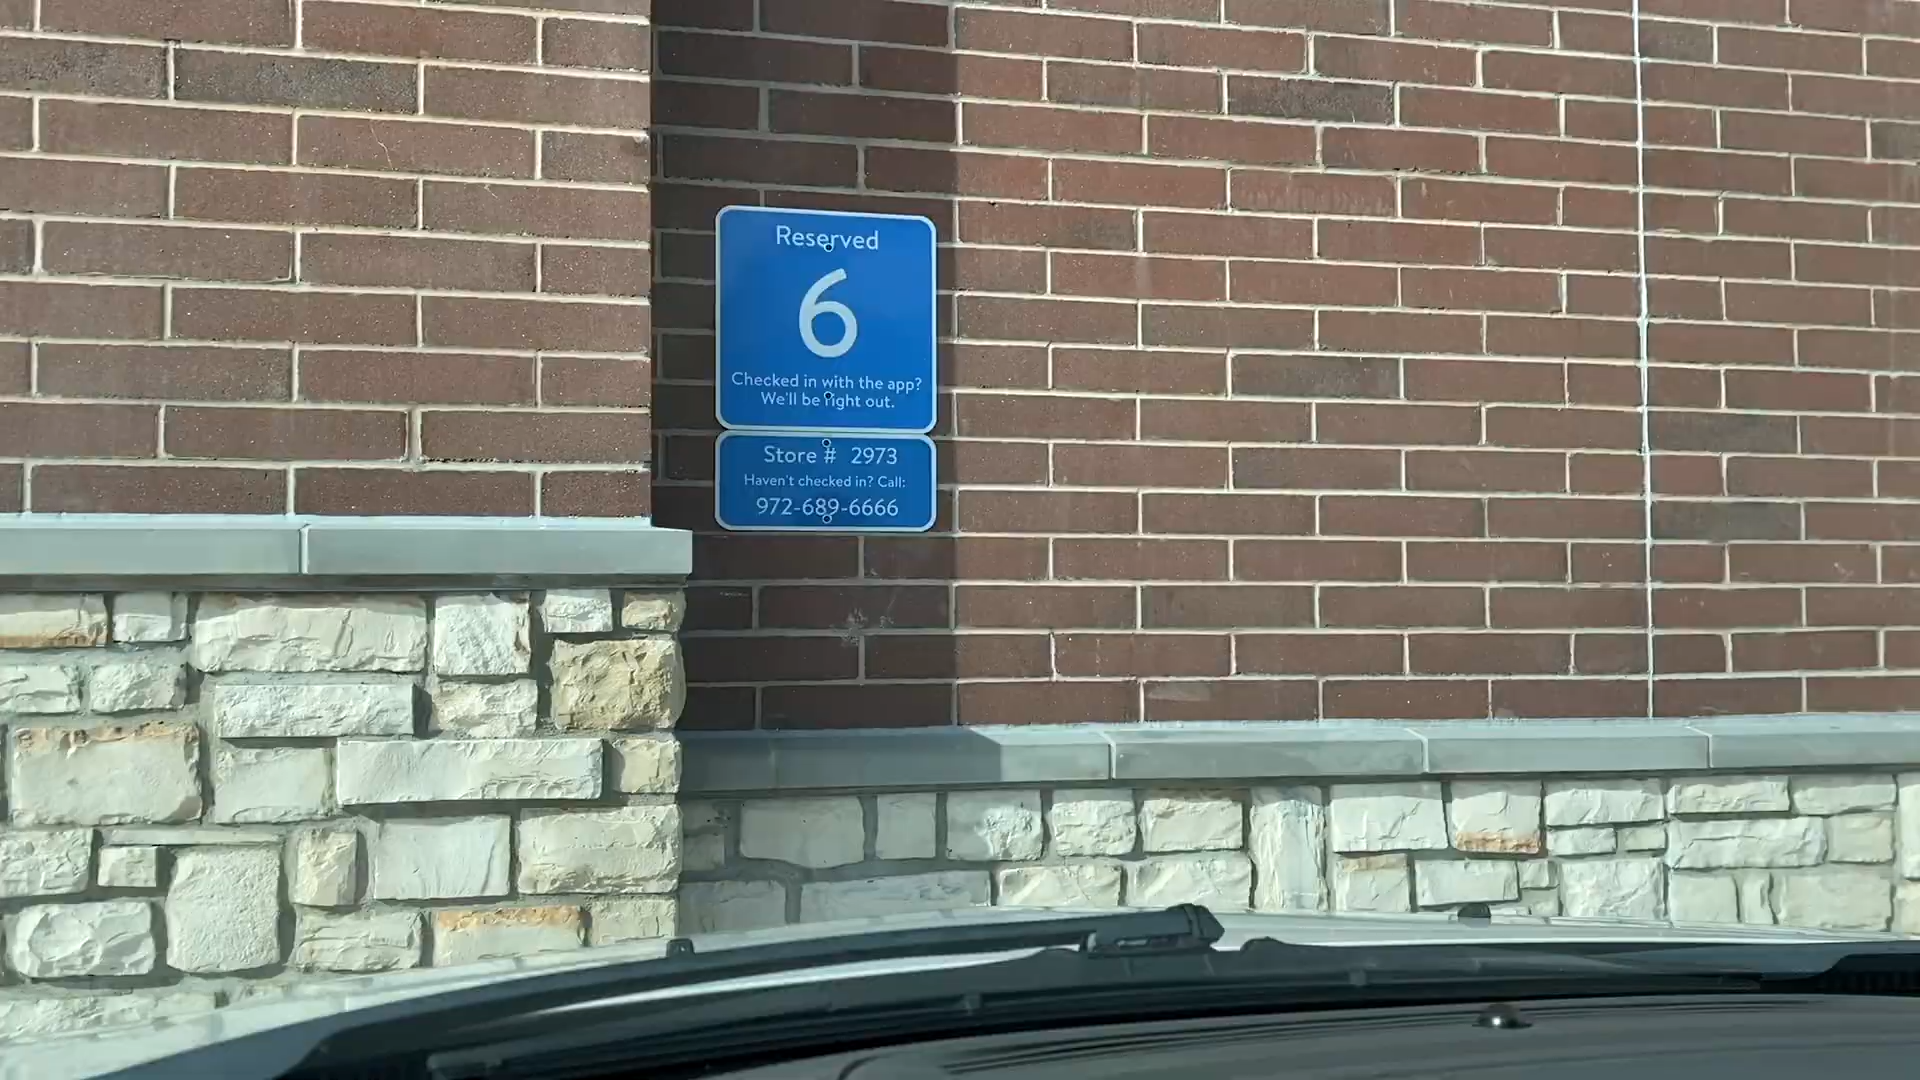 Reserved
6
Checked in with the app?
We'll be right out.
Store # 2973
Haven't checked in? Call:
972-689-6666